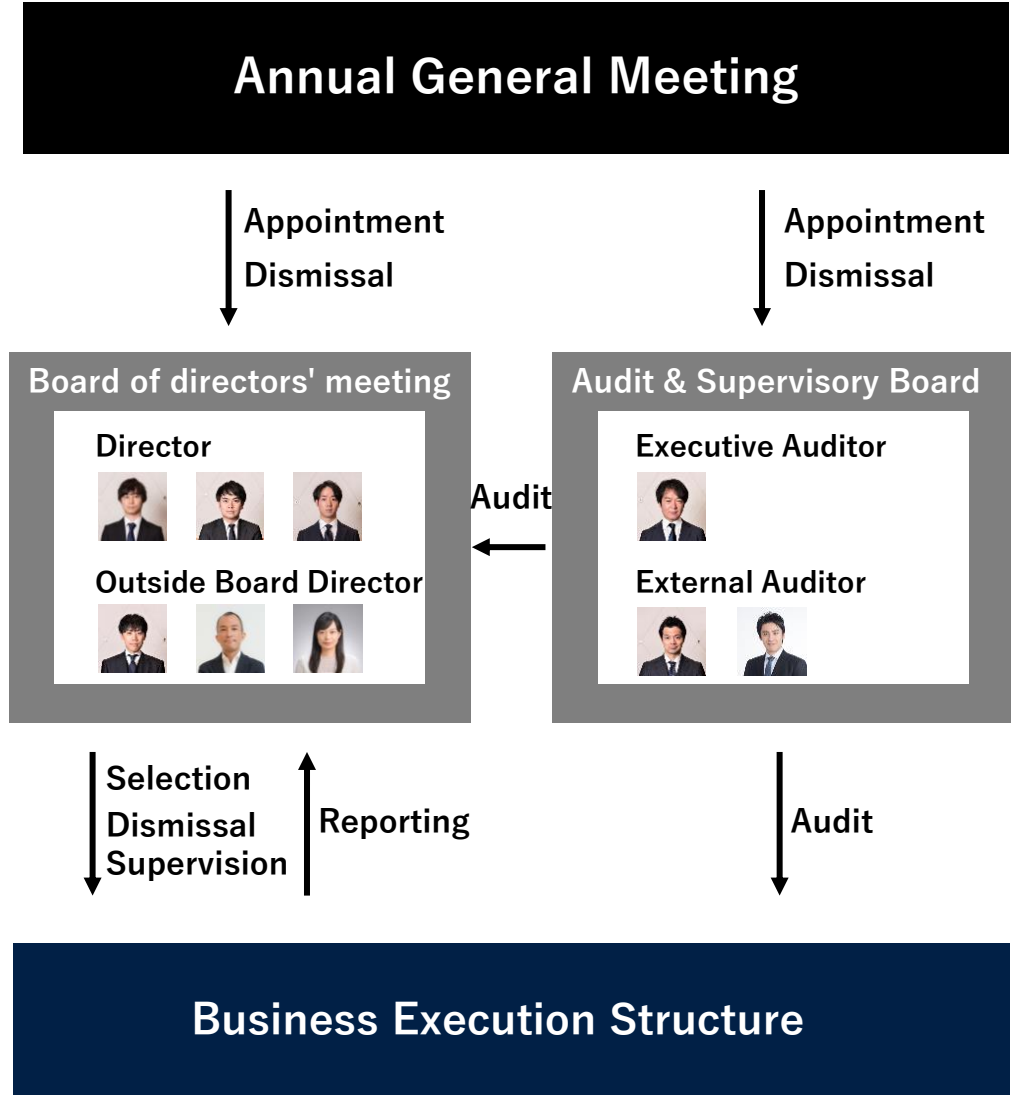 Annual General Meeting
Appointment
Dismissal
Appointment
Dismissal
Board of directors' meeting
Director
Outside Board Director
Audit
Audit & Supervisory Board
Executive Auditor
External Auditor
Selection
Dismissal
Supervision
Reporting
Audit
Business Execution Structure